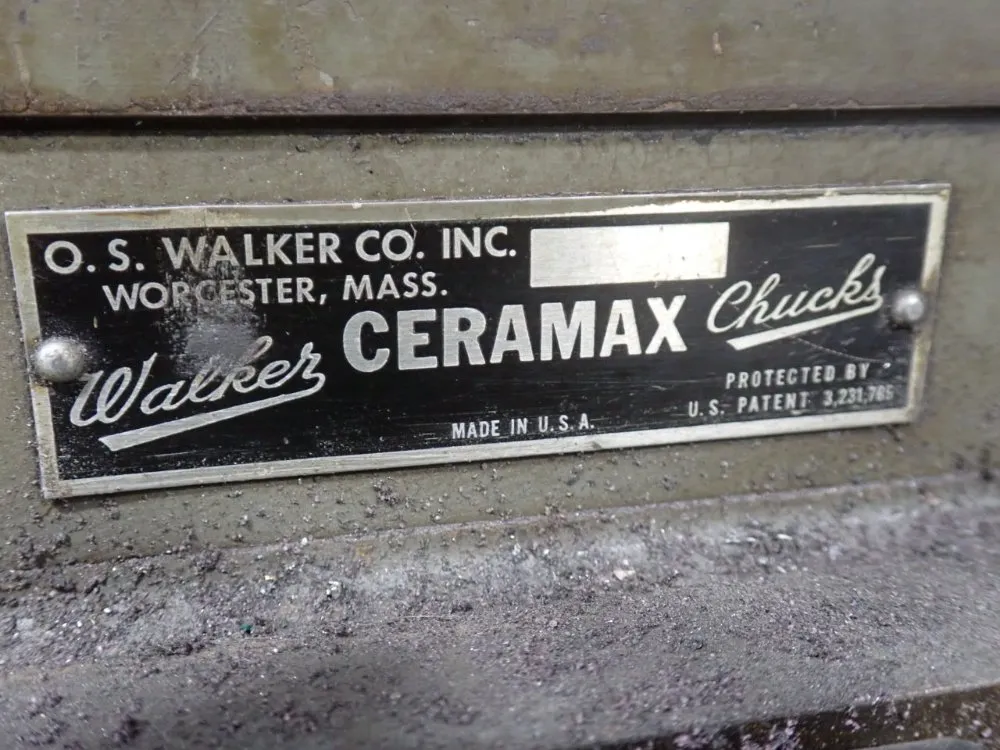 O. S. WALKER CO. INC.
WORCESTER, MASS.
Walker CERAMAX Chucks
PROTECTED BY
MADE IN U.S.A. U.S. PATENT 3,231,765